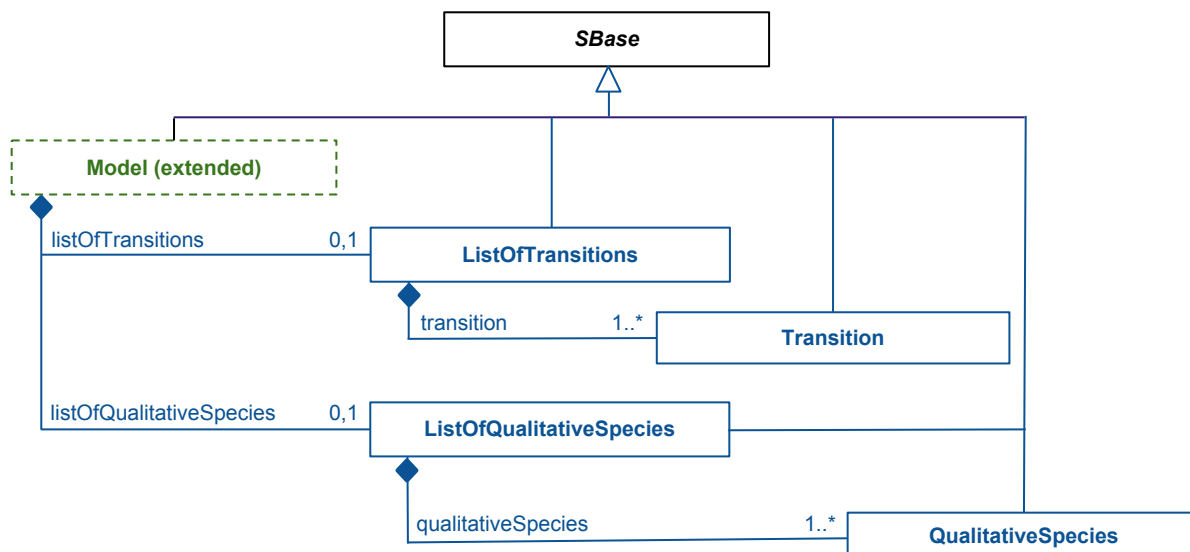 SBase
Model (extended)
listOfTransitions 0,1
ListOfTransitions
transition 1..*
Transition
listOfQualitativeSpecies 0,1
ListOfQualitativeSpecies
qualitativeSpecies 1..*
QualitativeSpecies